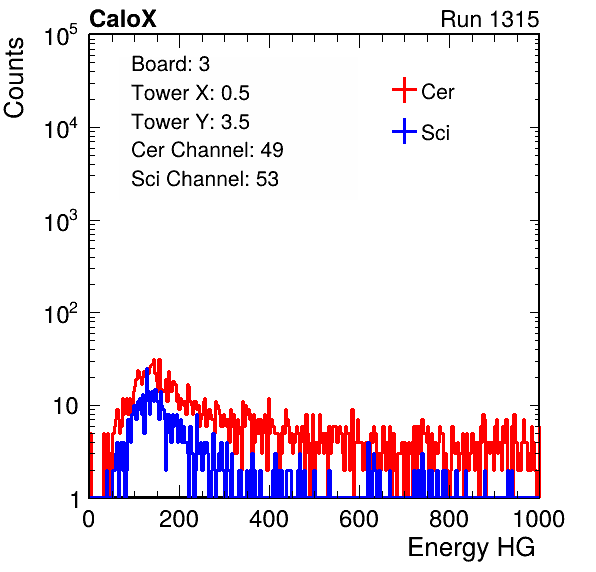 CaloX Run 1315
Counts
10^5
10^4
10^3
10^2
10
1
Board: 3
Tower X: 0.5
Tower Y: 3.5
Cer Channel: 49
Sci Channel: 53
Cer
Sci
0 200 400 600 800 1000
Energy HG